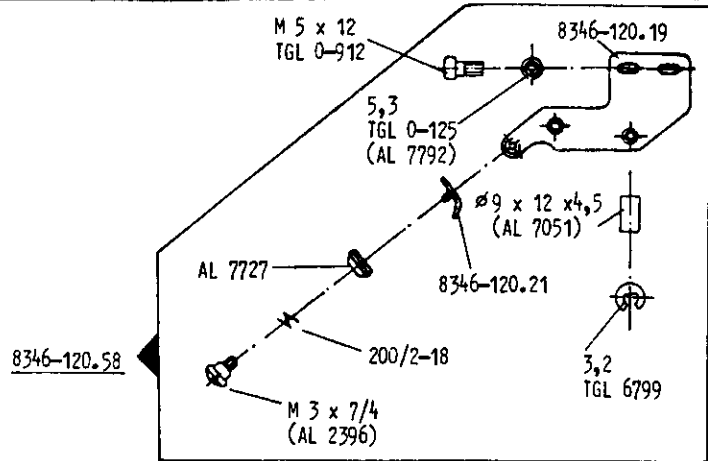 M 5 x 12
TGL 0-912
8346-120.19
5,3
TGL 0-125
(AL 7792)
ø 9 x 12 x4,5
(AL 7051)
AL 7727
8346-120.21
8346-120.58
200/2-18
3,2
TGL 6799
M 3 x 7/4
(AL 2396)